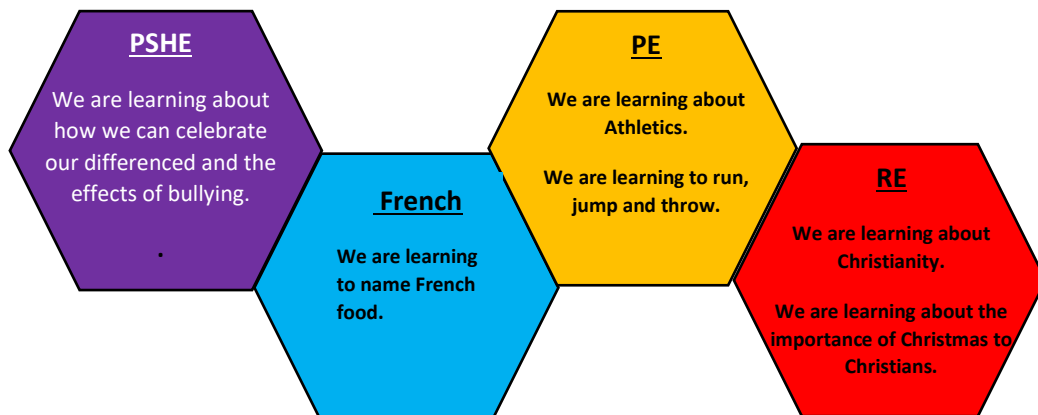 PSHE
We are learning about
how we can celebrate
our differenced and the
effects of bullying.
.
French
We are learning
to name French
food.
PE
We are learning about
Athletics.
We are learning to run,
jump and throw.
RE
We are learning about
Christianity.
We are learning about the
importance of Christmas to
Christians.